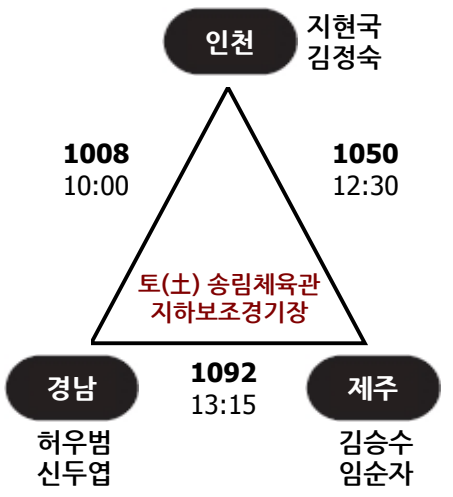 인천
지현국
김정숙
1008
10:00
1050
12:30
토(土) 송림체육관
지하보조경기장
경남
1092
13:15
제주
허우범
신두엽
김승수
임순자